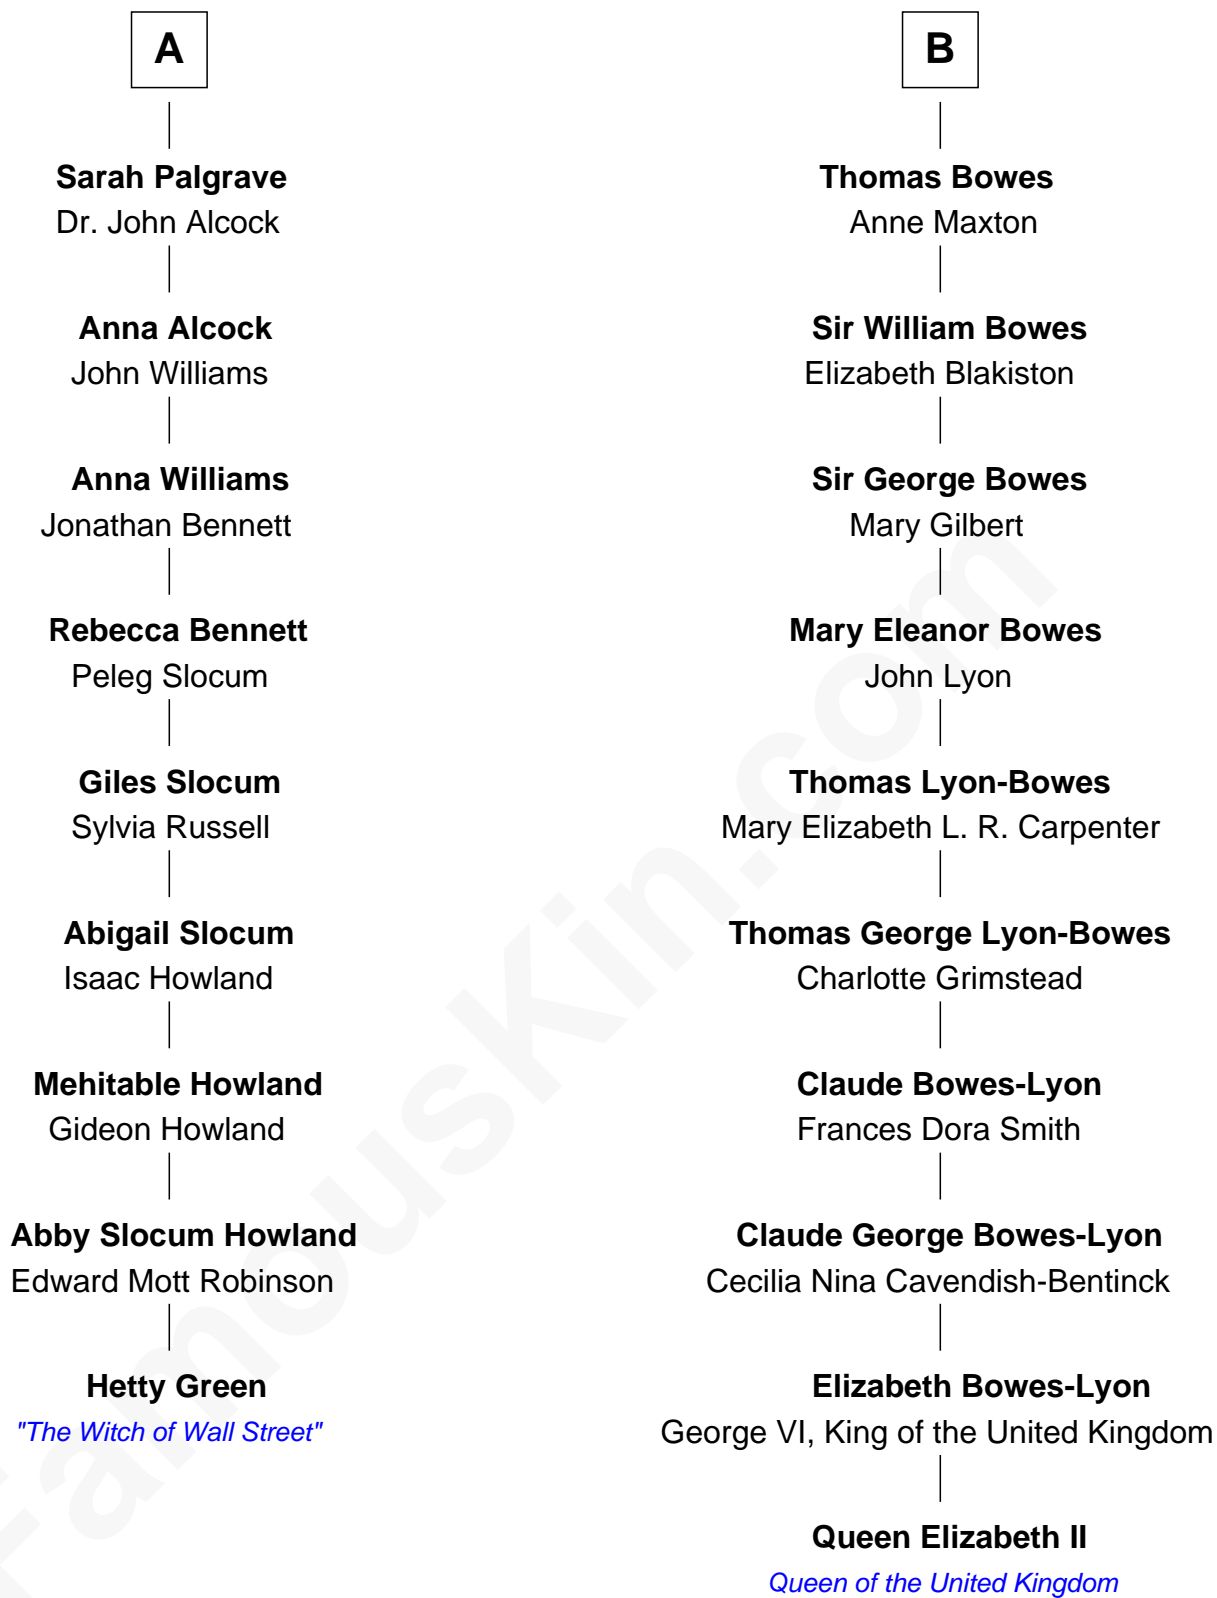 A
Sarah Palgrave
Dr. John Alcock
Anna Alcock
John Williams
Anna Williams
Jonathan Bennett
Rebecca Bennett
Peleg Slocum
Giles Slocum
Sylvia Russell
Abigail Slocum
Isaac Howland
Mehitable Howland
Gideon Howland
Abby Slocum Howland
Edward Mott Robinson
Hetty Green
"The Witch of Wall Street"
B
Thomas Bowes
Anne Maxton
Sir William Bowes
Elizabeth Blakiston
Sir George Bowes
Mary Gilbert
Mary Eleanor Bowes
John Lyon
Thomas Lyon-Bowes
Mary Elizabeth L. R. Carpenter
Thomas George Lyon-Bowes
Charlotte Grimstead
Claude Bowes-Lyon
Frances Dora Smith
Claude George Bowes-Lyon
Cecilia Nina Cavendish-Bentinck
Elizabeth Bowes-Lyon
George VI, King of the United Kingdom
Queen Elizabeth II
Queen of the United Kingdom
FamousKin.com